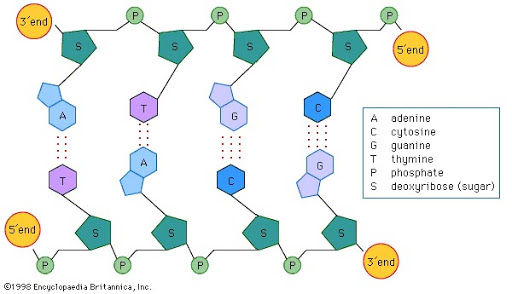 3′end
P
P
P
P
5′end
S
S
S
S
A
T
G
C
T
A
C
G
5′end
S
S
S
S
3′end
P
P
P
P
A adenine
C cytosine
G guanine
T thymine
P phosphate
S deoxyribose (sugar)
©1998 Encyclopaedia Britannica, Inc.